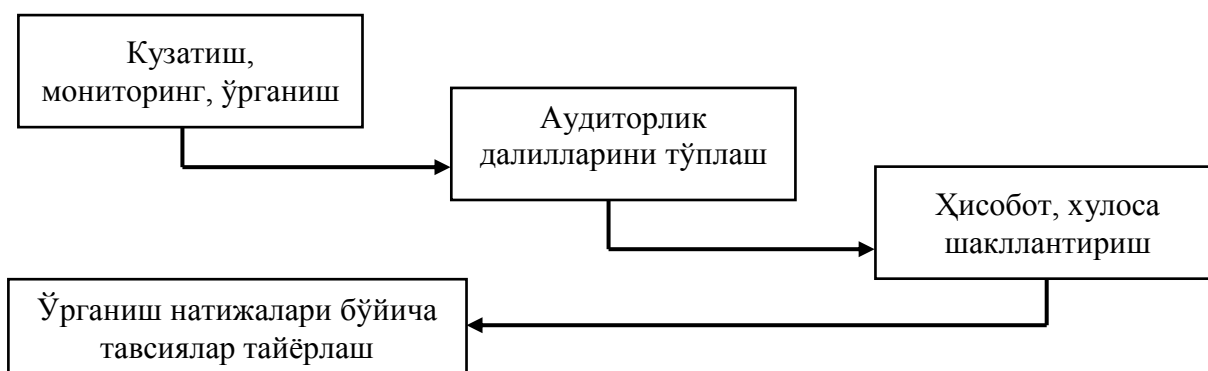 Кузатиш,
мониторинг, ўрганиш
Аудиторлик
далилларини тўплаш
Ҳисобот, хулоса
шакллантириш
Ўрганиш натижалари бўйича
тавсиялар тайёрлаш